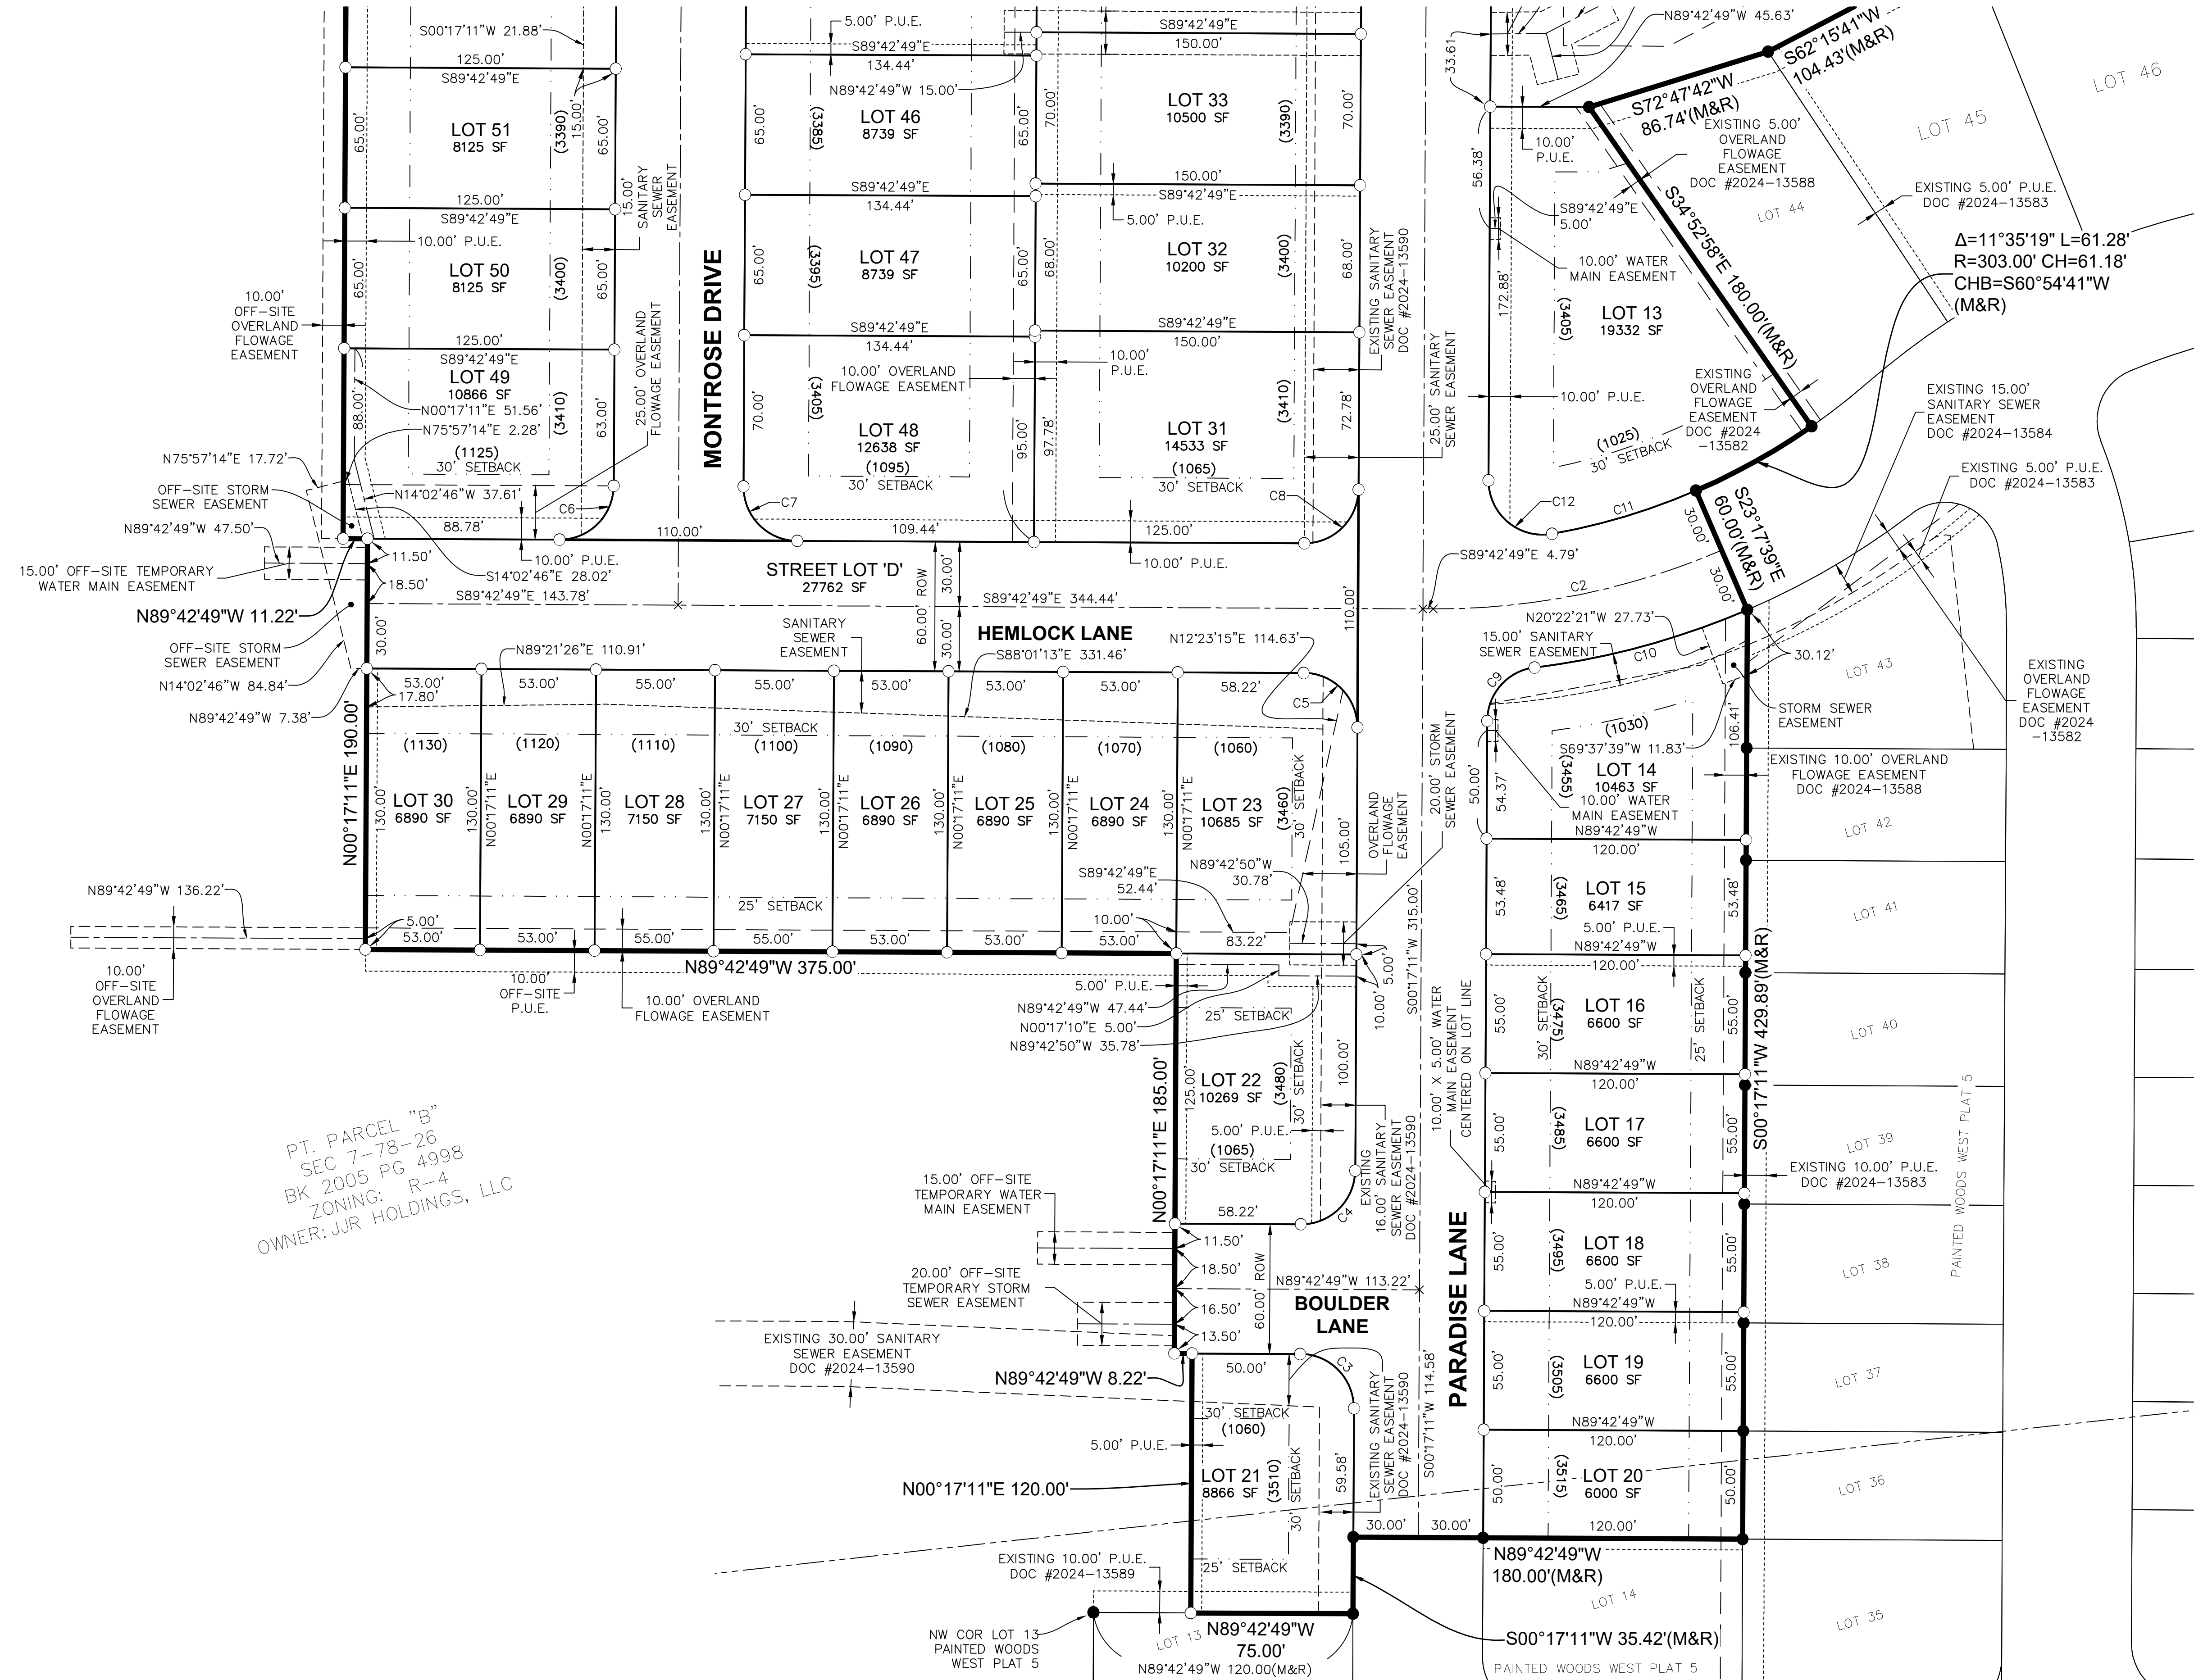 S00°17'11"W 21.88'
125.00'
S89°42'49"E
15.00'
65.00'
LOT 51
8125 SF
(3390)
65.00'
125.00'
S89°42'49"E
10.00' P.U.E.
65.00'
LOT 50
8125 SF
(3400)
65.00'
15.00'
SANITARY
SEWER
EASEMENT
10.00'
OFF-SITE
OVERLAND
FLOWAGE
EASEMENT
125.00'
S89°42'49"E
LOT 49
10866 SF
88.00'
N00°17'11"E 51.56'
N75°57'14"E 2.28'
(3410)
63.00'
(1125)
30' SETBACK
25.00' OVERLAND
FLOWAGE EASEMENT
N75°57'14"E 17.72'
OFF-SITE STORM
SEWER EASEMENT
N14°02'46"W 37.61'
C6
N89°42'49"W 47.50'
88.78'
110.00'
10.00' P.U.E.
11.50'
15.00' OFF-SITE TEMPORARY
WATER MAIN EASEMENT
S14°02'46"E 28.02'
18.50'
S89°42'49"E 143.78'
N89°42'49"W 11.22'
30.00'
OFF-SITE STORM
SEWER EASEMENT
N14°02'46"W 84.84'
N89°42'49"W 7.38'
MONTROSE DRIVE
5.00' P.U.E.
S89°42'49"E
134.44'
N89°42'49"W 15.00'
65.00'
(3385)
LOT 46
8739 SF
65.00'
S89°42'49"E
134.44'
65.00'
(3395)
LOT 47
8739 SF
65.00'
S89°42'49"E
134.44'
10.00' OVERLAND
FLOWAGE EASEMENT
70.00'
(3405)
LOT 48
12638 SF
(1095)
30' SETBACK
95.00'
C7
109.44'
S89°42'49"E
150.00'
70.00'
LOT 33
10500 SF
(3390)
70.00'
150.00'
S89°42'49"E
5.00' P.U.E.
68.00'
LOT 32
10200 SF
(3400)
68.00'
S89°42'49"E
150.00'
10.00'
P.U.E.
97.78'
LOT 31
14533 SF
(3410)
72.78'
(1065)
30' SETBACK
C8
125.00'
10.00' P.U.E.
EXISTING SANITARY
SEWER EASEMENT
DOC #2024-13590
25.00' SANITARY
SEWER EASEMENT
STREET LOT 'D'
27762 SF
60.00' ROW
30.00'
30.00'
S89°42'49"E 344.44'
HEMLOCK LANE
110.00'
S89°42'49"E 4.79'
C2
N89°42'49"W 45.63'
33.61
S62°15'41"W
104.43'(M&R)
S72°47'42"W
86.74'(M&R)
LOT 46
LOT 45
10.00'
P.U.E.
EXISTING 5.00'
OVERLAND
FLOWAGE
EASEMENT
DOC #2024-13588
LOT 44
EXISTING 5.00' P.U.E.
DOC #2024-13583
56.38'
S89°42'49"E
5.00'
S34°52'58"E 180.00'(M&R)
10.00' WATER
MAIN EASEMENT
172.88'
(3405)
LOT 13
19332 SF
Δ=11°35'19" L=61.28'
R=303.00' CH=61.18'
CHB=S60°54'41"W
(M&R)
10.00' P.U.E.
EXISTING
OVERLAND
FLOWAGE
EASEMENT
DOC #2024
-13582
(1025)
30' SETBACK
EXISTING 15.00'
SANITARY SEWER
EASEMENT
DOC #2024-13584
EXISTING 5.00' P.U.E.
DOC #2024-13583
C12
C11
30.00'
S23°17'39"E
60.00'(M&R)
30.00'
N20°22'21"W 27.73'
15.00' SANITARY
SEWER EASEMENT
C10
30.12'
LOT 43
C9
STORM SEWER
EASEMENT
EXISTING
OVERLAND
FLOWAGE
EASEMENT
DOC #2024
-13582
SANITARY
SEWER
EASEMENT
N12°23'15"E 114.63'
S88°01'13"E 331.46'
N89°21'26"E 110.91'
53.00'
53.00'
55.00'
55.00'
53.00'
53.00'
53.00'
58.22'
17.80'
C5
30' SETBACK
(1130)
(1120)
(1110)
(1100)
(1090)
(1080)
(1070)
(1060)
N00°17'11"E 190.00'
130.00'
LOT 30
6890 SF
130.00'
N00°17'11"E
LOT 29
6890 SF
N00°17'11"E
130.00'
LOT 28
7150 SF
130.00'
N00°17'11"E
LOT 27
7150 SF
130.00'
N00°17'11"E
LOT 26
6890 SF
130.00'
N00°17'11"E
LOT 25
6890 SF
130.00'
N00°17'11"E
LOT 24
6890 SF
130.00'
N00°17'11"E
LOT 23
10685 SF
(3460)
30' SETBACK
105.00'
OVERLAND
FLOWAGE
EASEMENT
20.00' STORM
SEWER EASEMENT
S89°42'49"E
52.44'
N89°42'50"W
30.78'
25' SETBACK
N89°42'49"W 136.22'
5.00'
53.00'
53.00'
55.00'
55.00'
53.00'
53.00'
53.00'
10.00'
83.22'
N89°42'49"W 375.00'
10.00'
OFF-SITE
OVERLAND
FLOWAGE
EASEMENT
10.00'
OFF-SITE
P.U.E.
10.00' OVERLAND
FLOWAGE EASEMENT
5.00' P.U.E.
N89°42'49"W 47.44'
N00°17'10"E 5.00'
N89°42'50"W 35.78'
5.00'
10.00'
S00°17'11"W 315.00'
25' SETBACK
N00°17'11"E 185.00'
125.00'
LOT 22
10269 SF
(3480)
30' SETBACK
100.00'
5.00' P.U.E.
(1065)
30' SETBACK
EXISTING
16.00' SANITARY
SEWER EASEMENT
DOC #2024-13590
58.22'
C4
15.00' OFF-SITE
TEMPORARY WATER
MAIN EASEMENT
11.50'
18.50'
20.00' OFF-SITE
TEMPORARY STORM
SEWER EASEMENT
16.50'
13.50'
60.00' ROW
N89°42'49"W 113.22'
BOULDER
LANE
EXISTING 30.00' SANITARY
SEWER EASEMENT
DOC #2024-13590
N89°42'49"W 8.22'
50.00'
C3
30' SETBACK
(1060)
5.00' P.U.E.
N00°17'11"E 120.00'
LOT 21
8866 SF
(3510)
30' SETBACK
59.58'
EXISTING SANITARY
SEWER EASEMENT
DOC #2024-13590
S00°17'11"W 114.58'
PARADISE LANE
25' SETBACK
EXISTING 10.00' P.U.E.
DOC #2024-13589
30.00'
30.00'
NW COR LOT 13
PAINTED WOODS
WEST PLAT 5
LOT 13
N89°42'49"W
75.00'
N89°42'49"W 120.00(M&R)
S00°17'11"W 35.42'(M&R)
(1030)
S69°37'39"W 11.83'
106.41'
(3455)
LOT 14
10463 SF
10.00' WATER
MAIN EASEMENT
50.00'
54.37'
EXISTING 10.00' OVERLAND
FLOWAGE EASEMENT
DOC #2024-13588
N89°42'49"W
120.00'
LOT 42
53.48'
(3465)
LOT 15
6417 SF
53.48'
5.00' P.U.E.
N89°42'49"W
120.00'
LOT 41
55.00'
30' SETBACK
(3475)
LOT 16
6600 SF
25' SETBACK
55.00'
S00°17'11"W 429.89'(M&R)
LOT 40
10.00' X 5.00' WATER
MAIN EASEMENT
CENTERED ON LOT LINE
N89°42'49"W
120.00'
55.00'
(3485)
LOT 17
6600 SF
55.00'
LOT 39
EXISTING 10.00' P.U.E.
DOC #2024-13583
PAINTED WOODS WEST PLAT 5
N89°42'49"W
120.00'
55.00'
(3495)
LOT 18
6600 SF
55.00'
LOT 38
5.00' P.U.E.
N89°42'49"W
120.00'
55.00'
(3505)
LOT 19
6600 SF
55.00'
LOT 37
N89°42'49"W
120.00'
50.00'
(3515)
LOT 20
6000 SF
50.00'
LOT 36
120.00'
N89°42'49"W
180.00'(M&R)
LOT 14
LOT 35
PAINTED WOODS WEST PLAT 5
PT. PARCEL "B"
SEC 7-78-26
BK 2005 PG 4998
ZONING: R-4
OWNER: JJR HOLDINGS, LLC